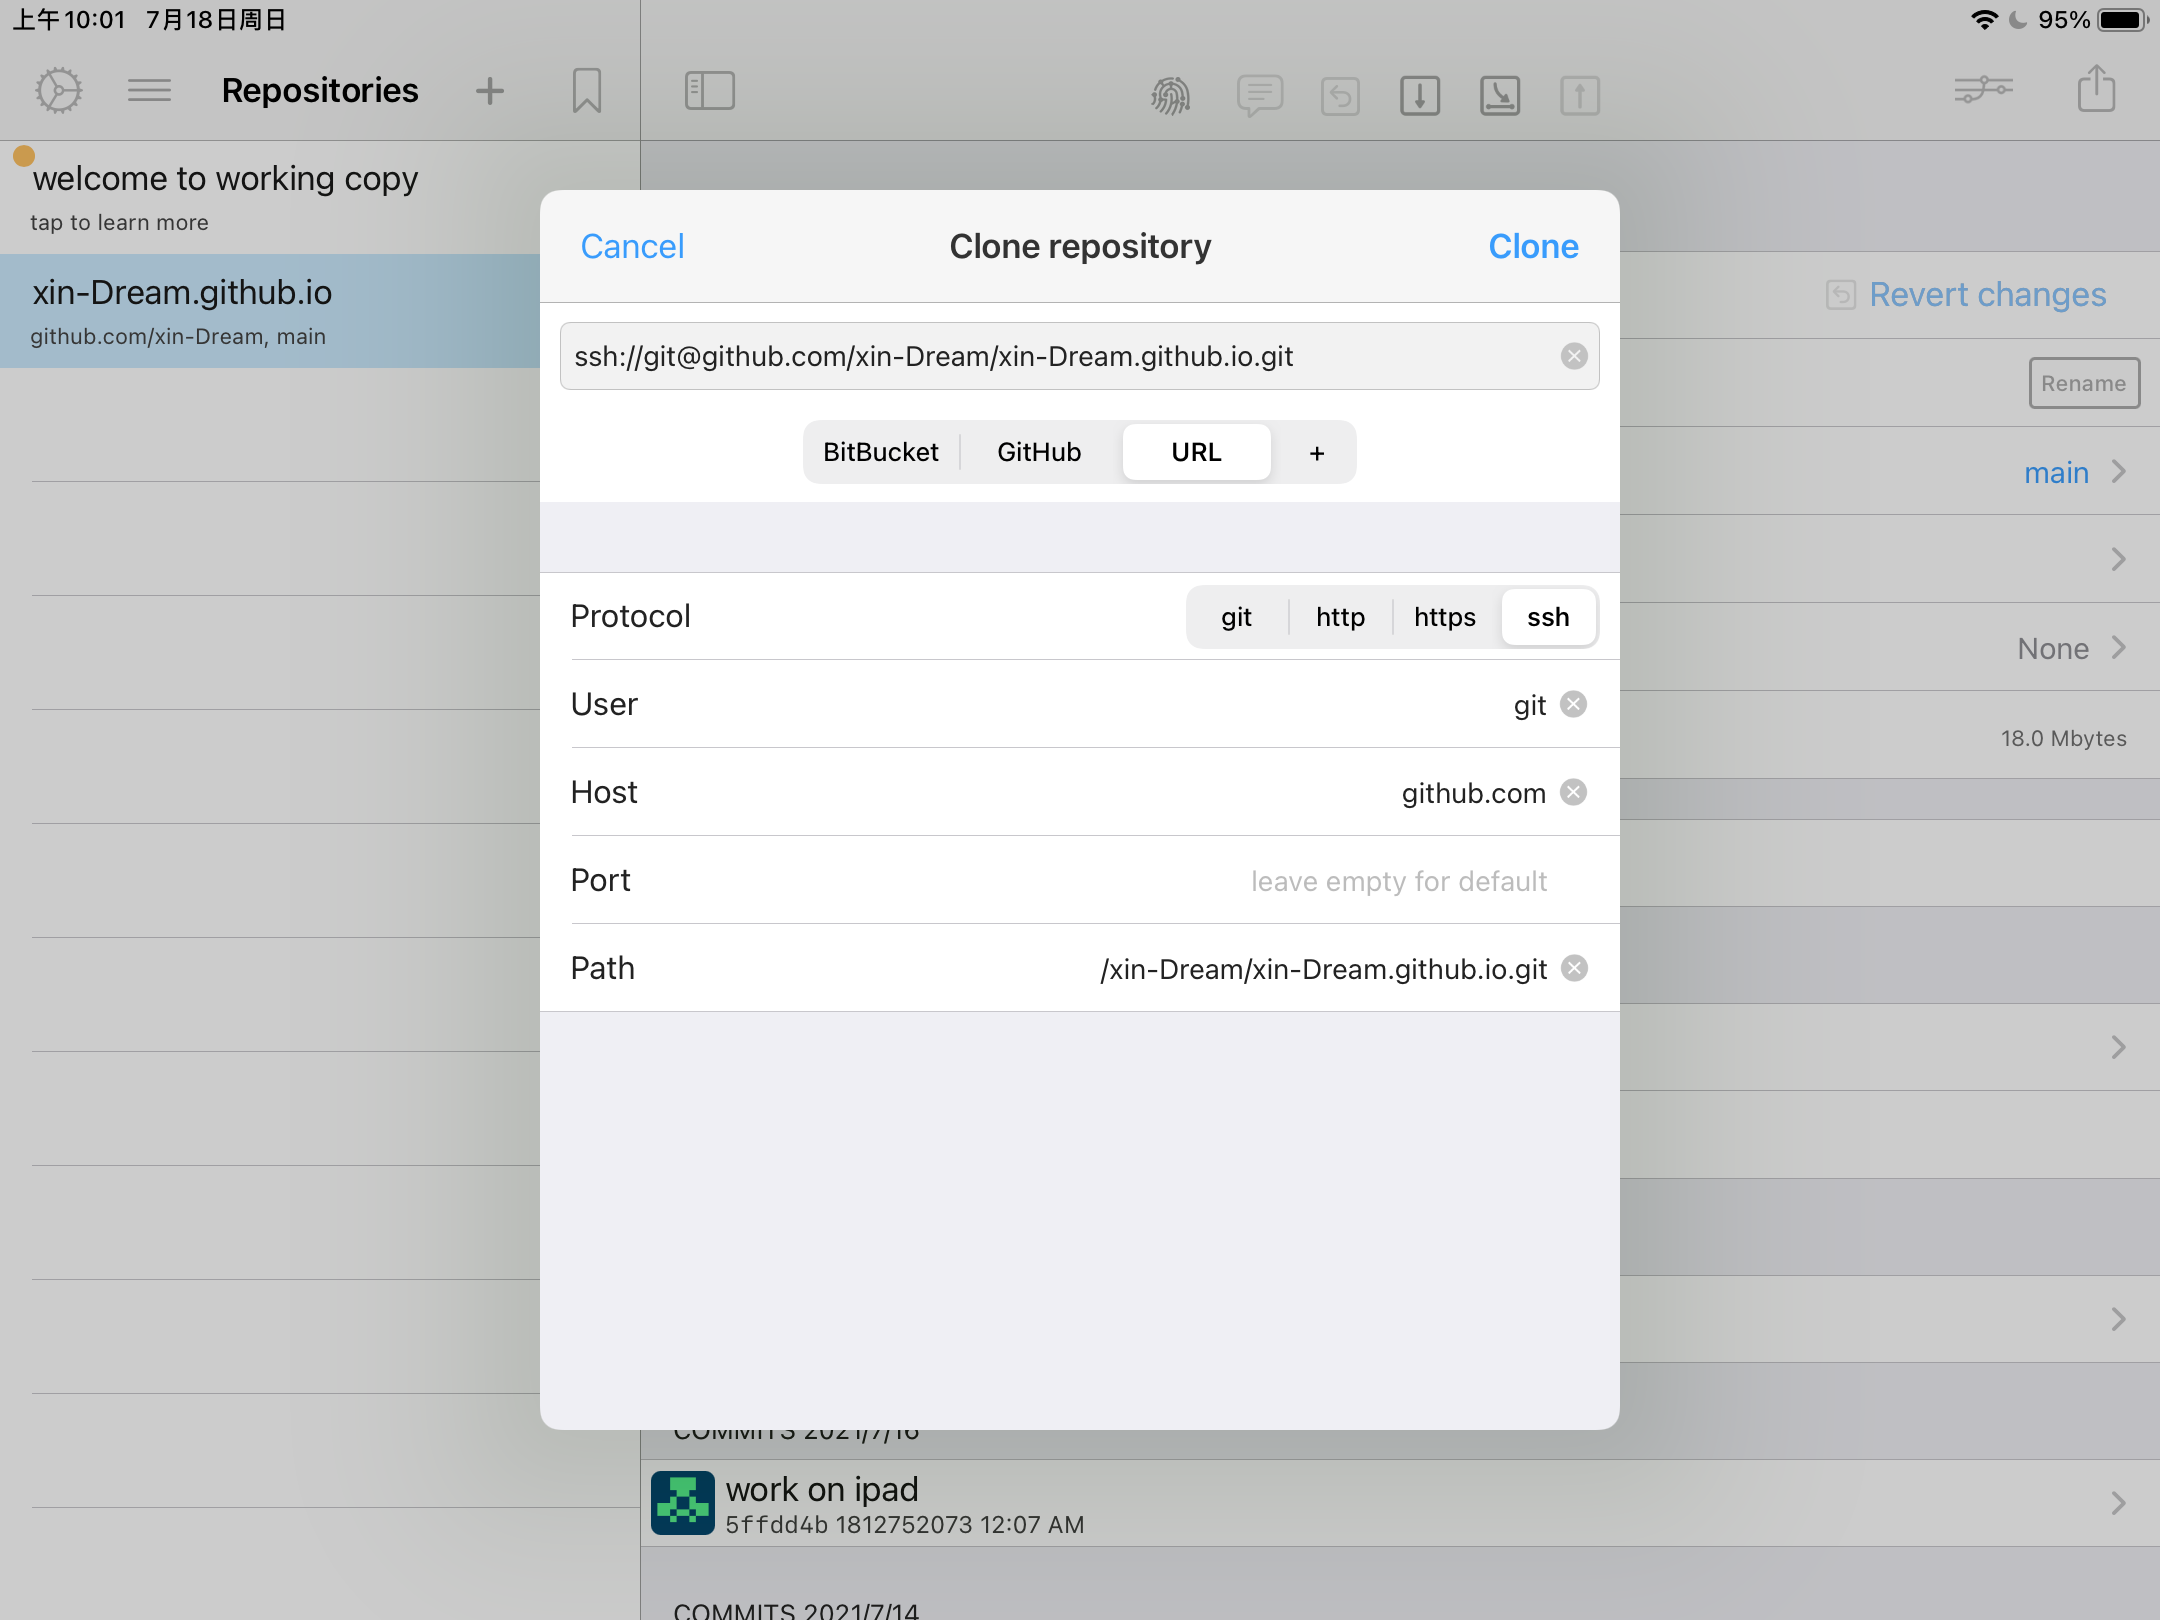 上午10:01 7月18日周日
95%
Repositories
welcome to working copy
tap to learn more
xin-Dream.github.io
github.com/xin-Dream, main
Cancel
Clone repository
Clone
ssh://git@github.com/xin-Dream/xin-Dream.github.io.git
BitBucket
GitHub
URL
+
Protocol
git
http
https
ssh
User
git
Host
github.com
Port
leave empty for default
Path
/xin-Dream/xin-Dream.github.io.git
Revert changes
Rename
main
None
18.0 Mbytes
COMMITS 2021/7/16
work on ipad
5ffdd4b 1812752073 12:07 AM
COMMITS 2021/7/14